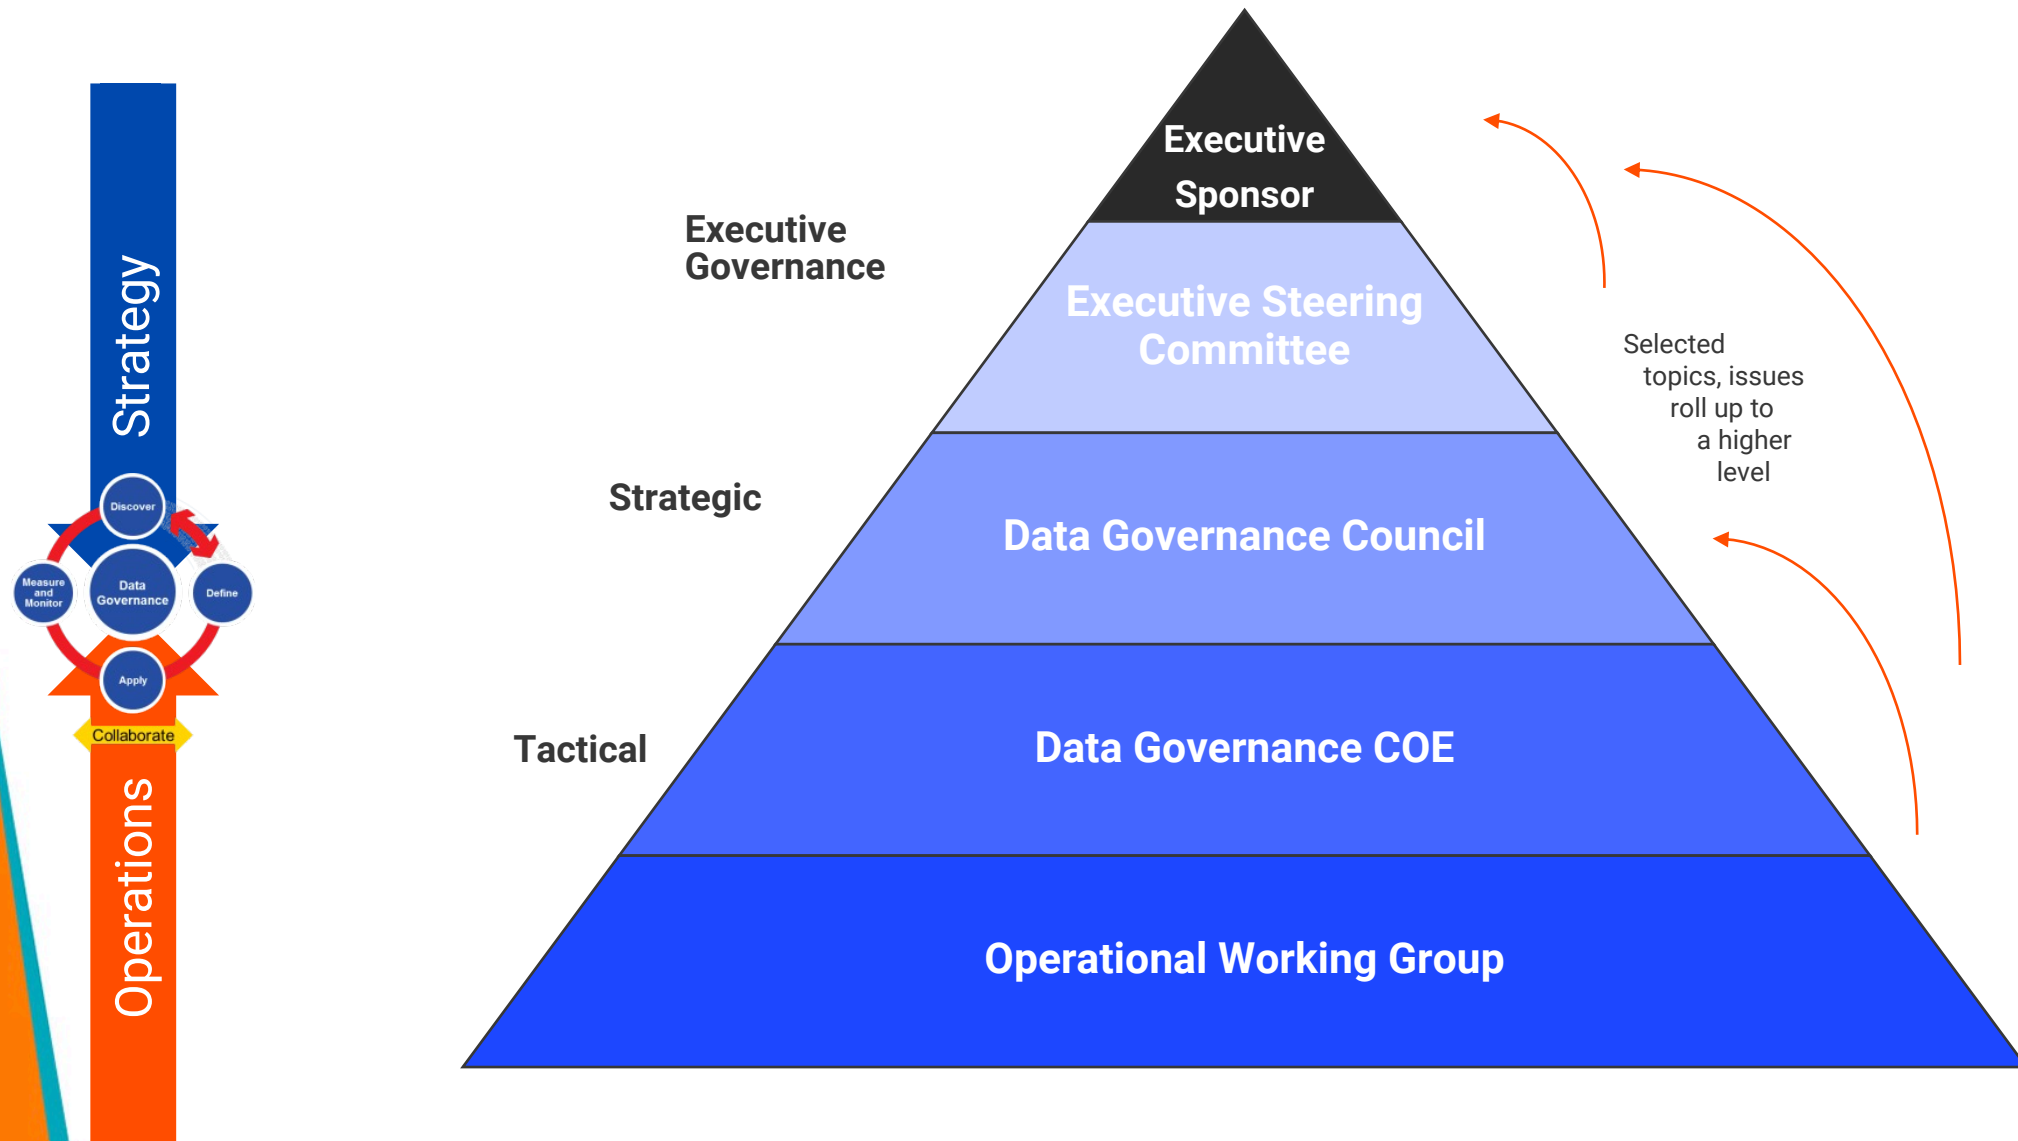 Strategy
Discover
Measure
and
Monitor
Data
Governance
Define
Apply
Collaborate
Operations
Executive
Governance
Strategic
Tactical
Executive
Sponsor
Executive Steering
Committee
Data Governance Council
Data Governance COE
Operational Working Group
Selected
topics, issues
roll up to
a higher
level